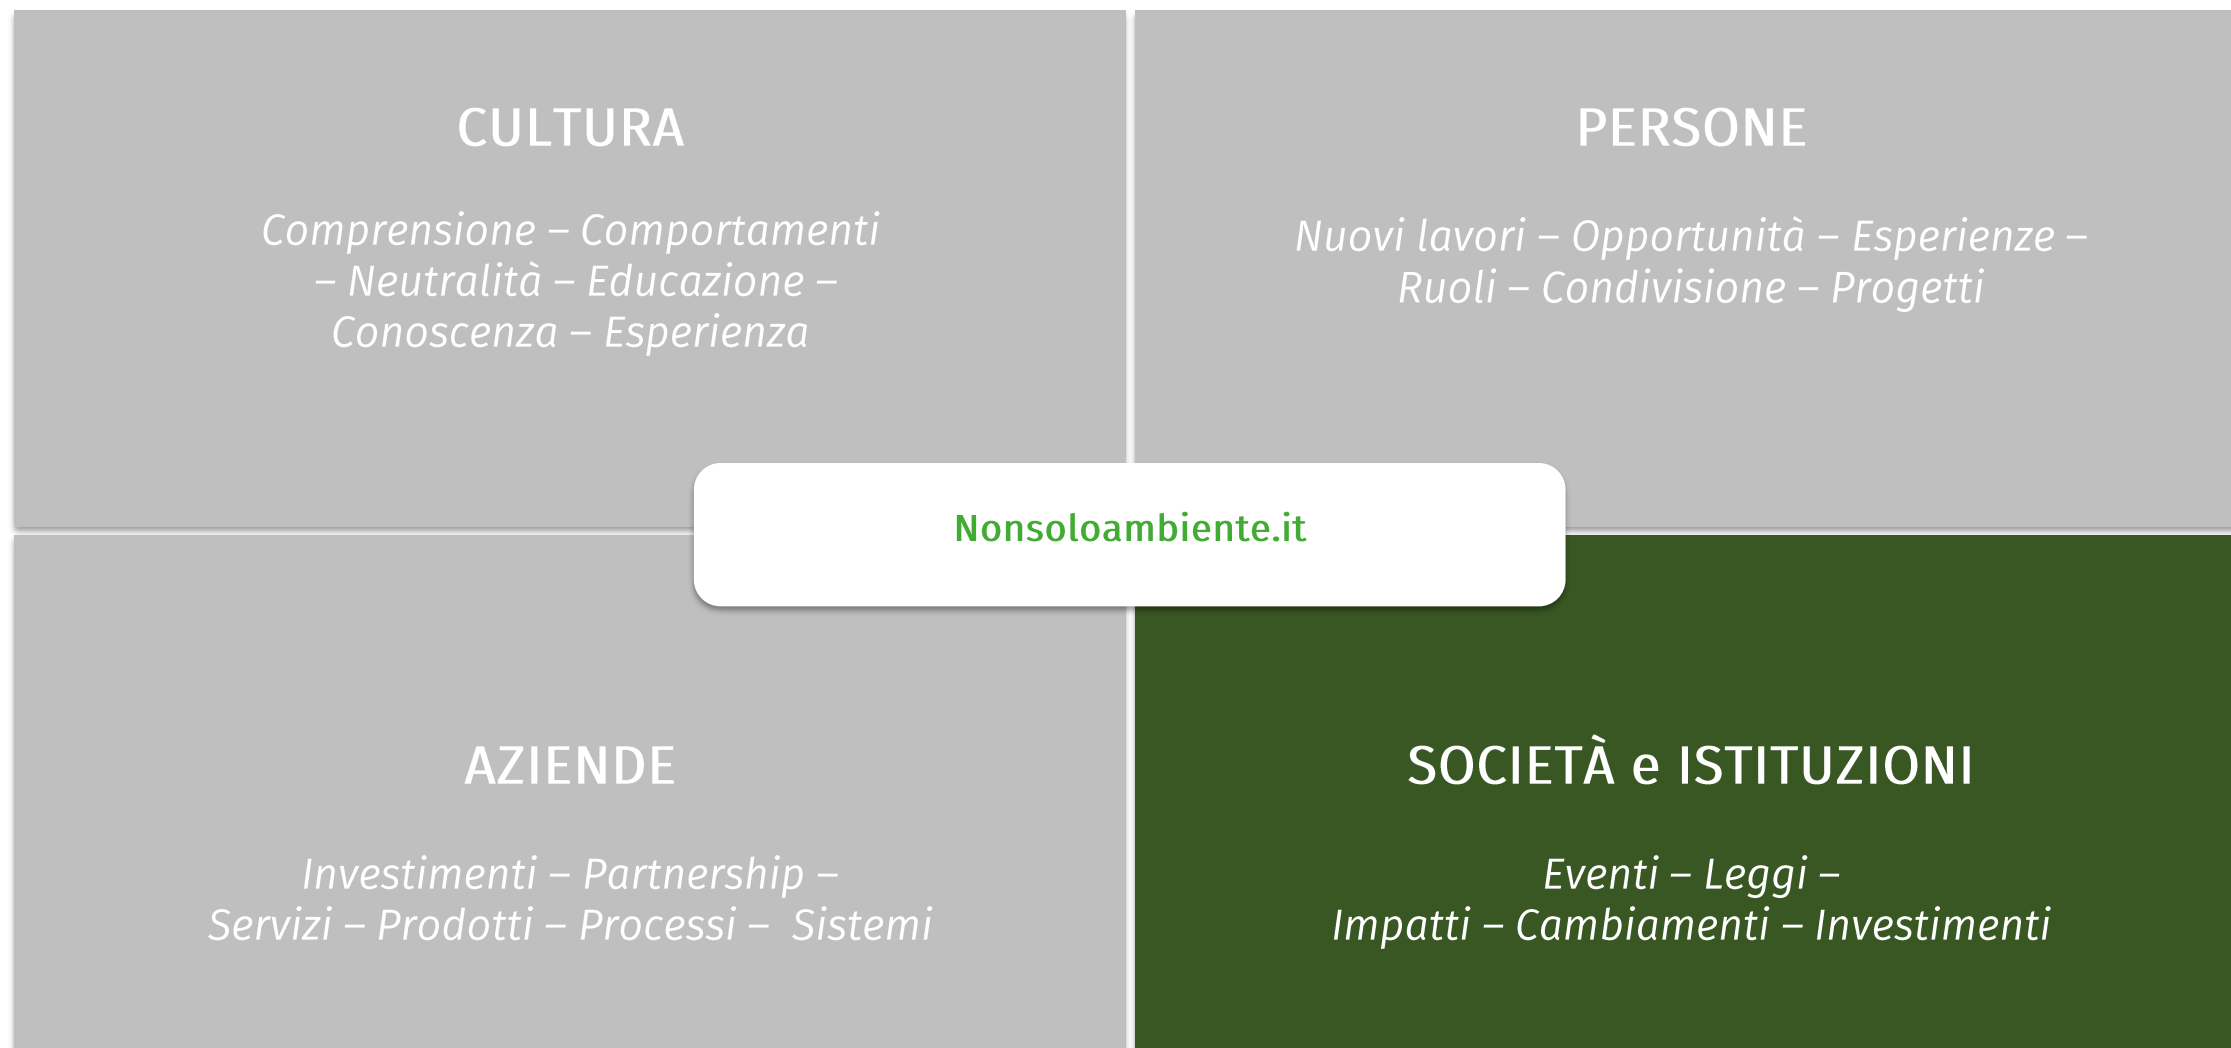 CULTURA
Comprensione – Comportamenti
– Neutralità – Educazione –
Conoscenza – Esperienza
PERSONE
Nuovi lavori – Opportunità – Esperienze –
Ruoli – Condivisione – Progetti
Nonsoloambiente.it
AZIENDE
Investimenti – Partnership –
Servizi – Prodotti – Processi – Sistemi
SOCIETÀ e ISTITUZIONI
Eventi – Leggi –
Impatti – Cambiamenti – Investimenti